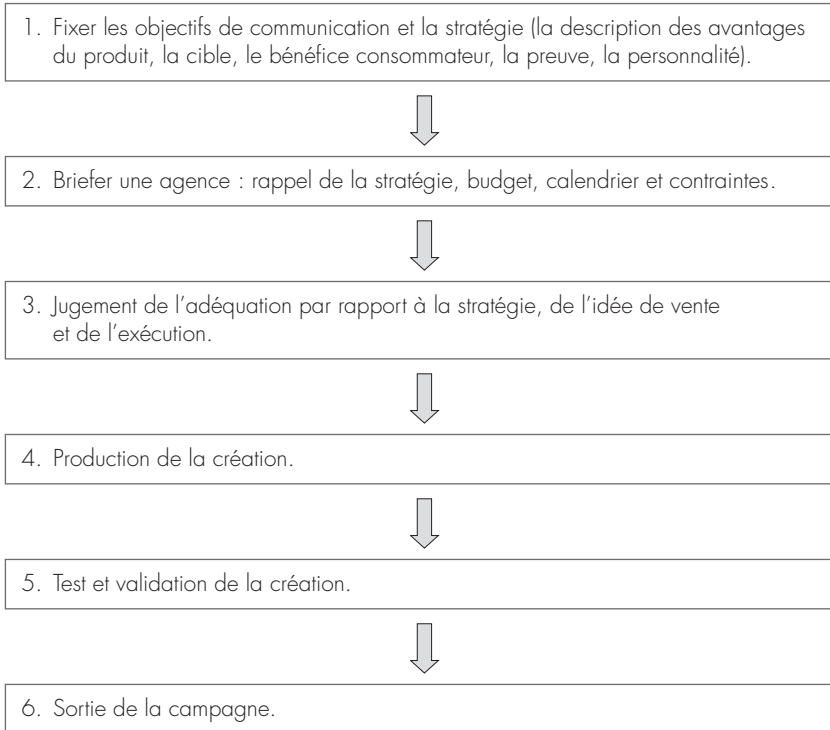 1. Fixer les objectifs de communication et la stratégie (la description des avantages
du produit, la cible, le bénéfice consommateur, la preuve, la personnalité).
2. Briefer une agence : rappel de la stratégie, budget, calendrier et contraintes.
3. Jugement de l'adéquation par rapport à la stratégie, de l'idée de vente
et de l'exécution.
4. Production de la création.
5. Test et validation de la création.
6. Sortie de la campagne.